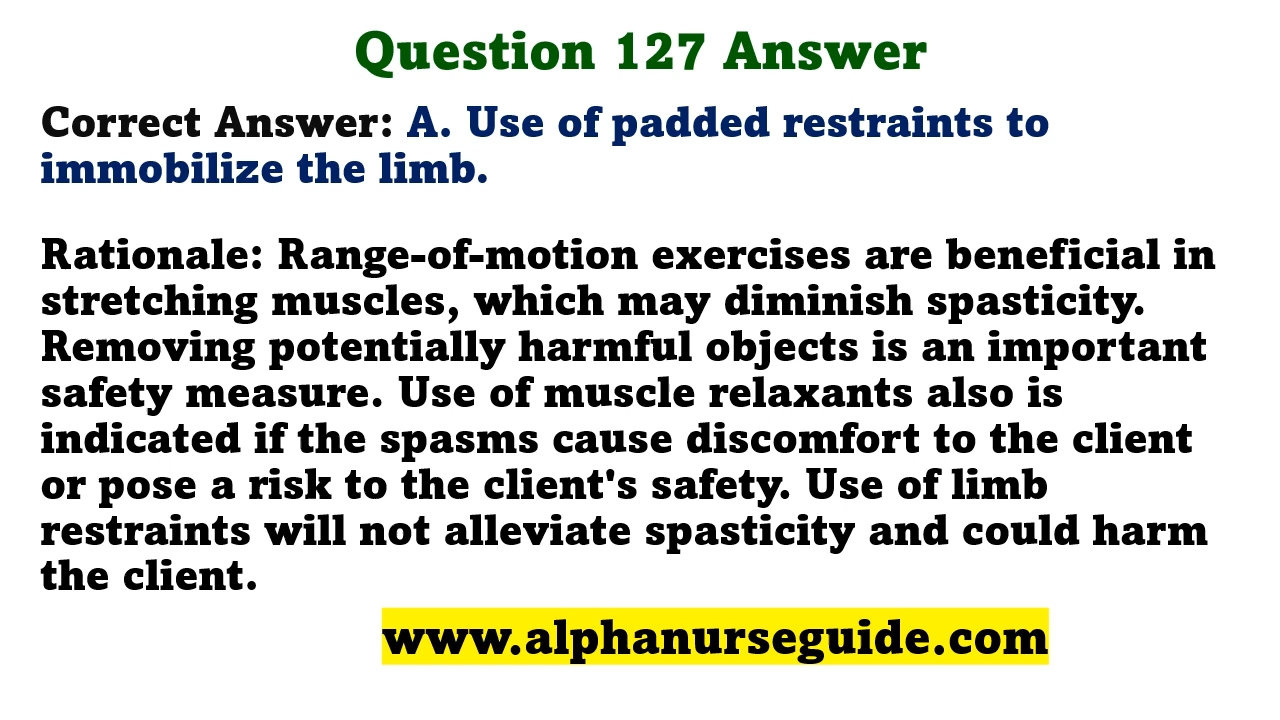 Question 127 Answer
Correct Answer: A. Use of padded restraints to
immobilize the limb.
Rationale: Range-of-motion exercises are beneficial in
stretching muscles, which may diminish spasticity.
Removing potentially harmful objects is an important
safety measure. Use of muscle relaxants also is
indicated if the spasms cause discomfort to the client
or pose a risk to the client's safety. Use of limb
restraints will not alleviate spasticity and could harm
the client.
www.alphanurseguide.com